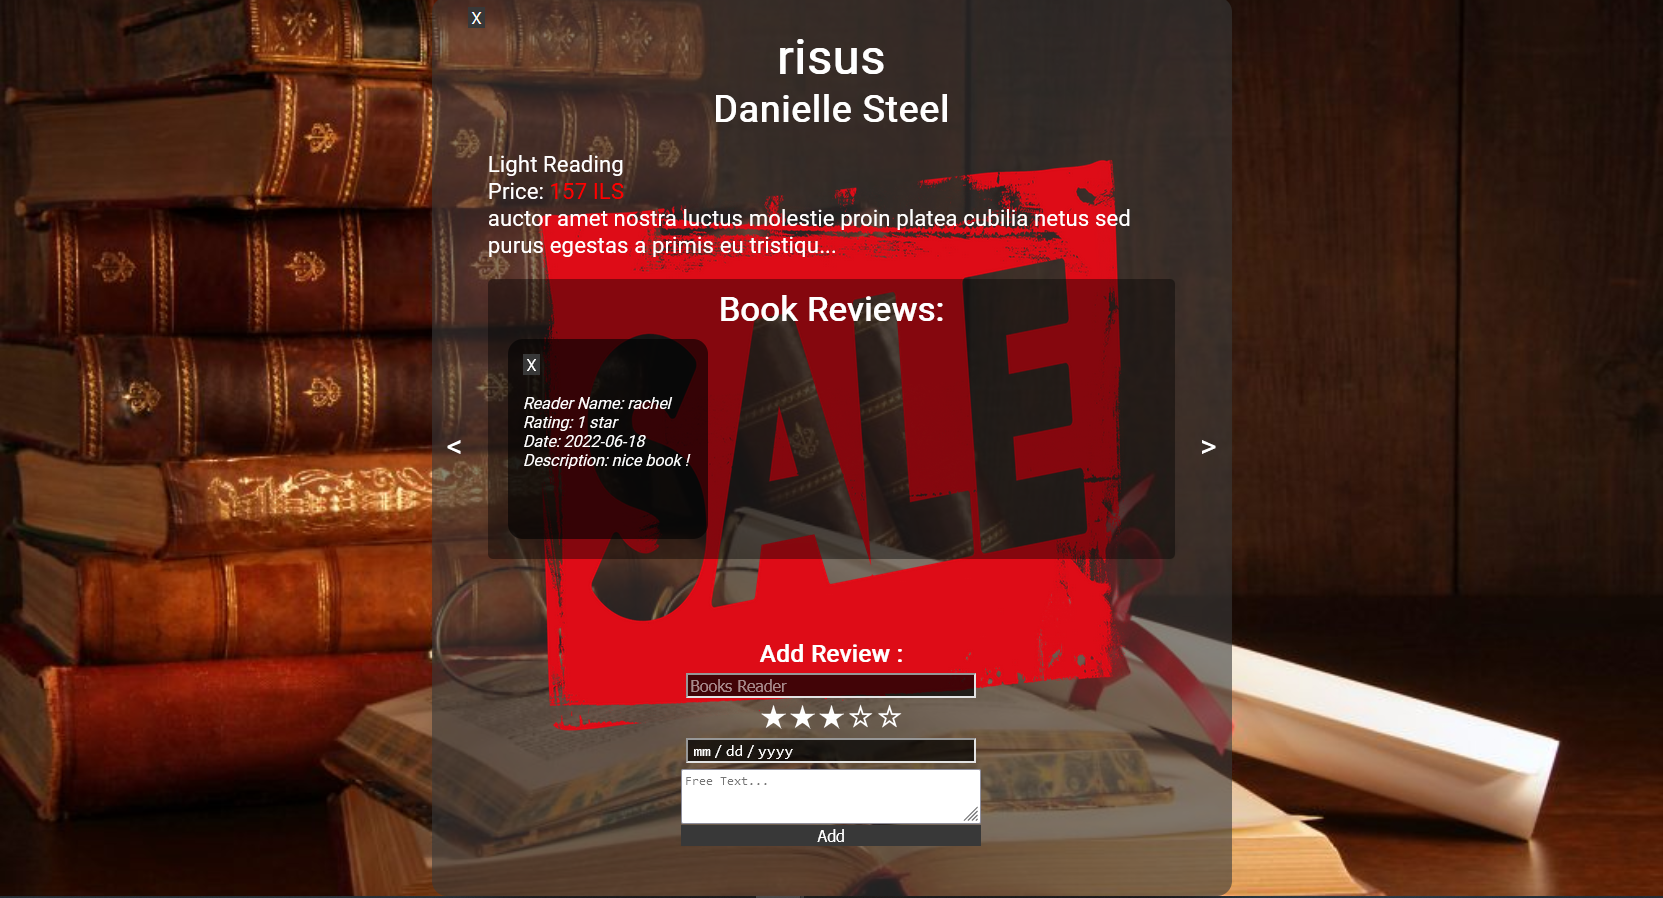 X
risus
Danielle Steel
Light Reading
Price: 157 ILS
auctor amet nostra luctus molestie proin platea cubilia netus sed
purus egestas a primis eu tristiqu...
Book Reviews:
X
Reader Name: rachel
Rating: 1 star
Date: 2022-06-18
Description: nice book !
SALE
<
>
Add Review :
Books Reader
★★★☆☆
mm / dd / yyyy
Free Text...
Add